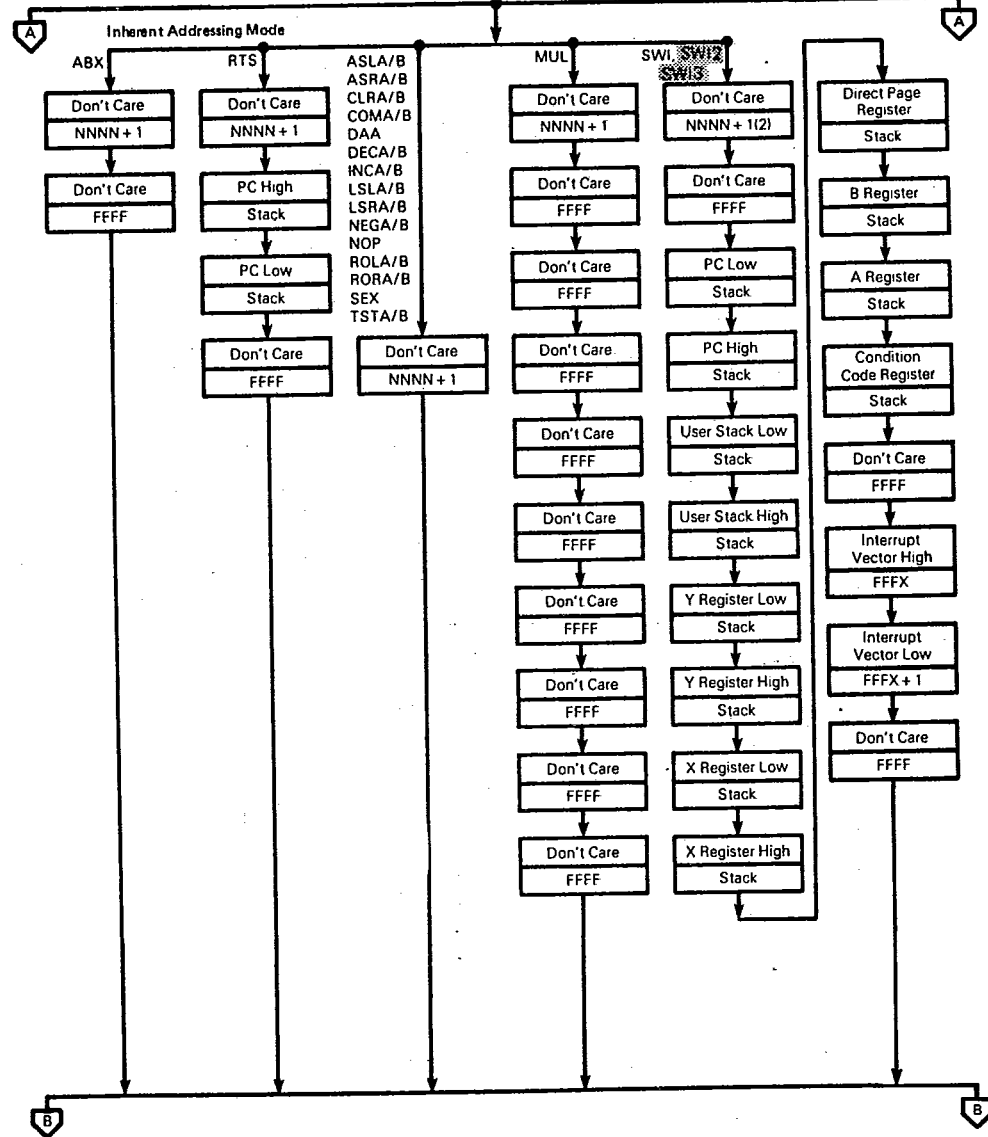 A
A
Inherent Addressing Mode
ABX
Don't Care
NNNN + 1
Don't Care
FFFF
RTS
Don't Care
NNNN + 1
PC High
Stack
PC Low
Stack
Don't Care
FFFF
ASLA/B
ASRA/B
CLRA/B
COMA/B
DAA
DECA/B
INCA/B
LSLA/B
LSRA/B
NEGA/B
NOP
ROLA/B
RORA/B
SEX
TSTA/B
Don't Care
NNNN + 1
MUL
Don't Care
NNNN + 1
Don't Care
FFFF
Don't Care
FFFF
Don't Care
FFFF
Don't Care
FFFF
Don't Care
FFFF
Don't Care
FFFF
Don't Care
FFFF
Don't Care
FFFF
Don't Care
FFFF
SWI, SWI2
SWI3
Don't Care
NNNN + 1(2)
Don't Care
FFFF
PC Low
Stack
PC High
Stack
User Stack Low
Stack
User Stack High
Stack
Y Register Low
Stack
Y Register High
Stack
X Register Low
Stack
X Register High
Stack
Direct Page
Register
Stack
B Register
Stack
A Register
Stack
Condition
Code Register
Stack
Don't Care
FFFF
Interrupt
Vector High
FFFX
Interrupt
Vector Low
FFFX + 1
Don't Care
FFFF
B
B